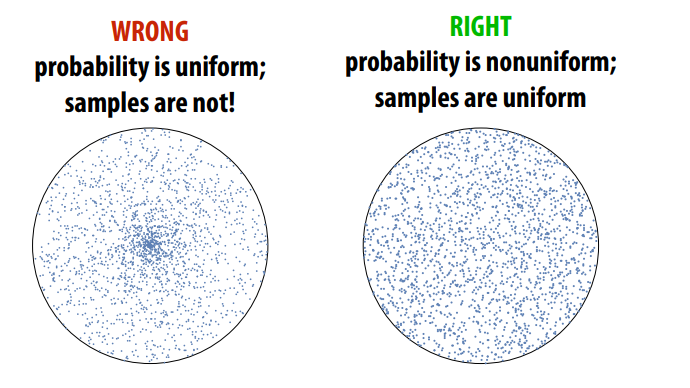 WRONG
probability is uniform;
samples are not!
RIGHT
probability is nonuniform;
samples are uniform